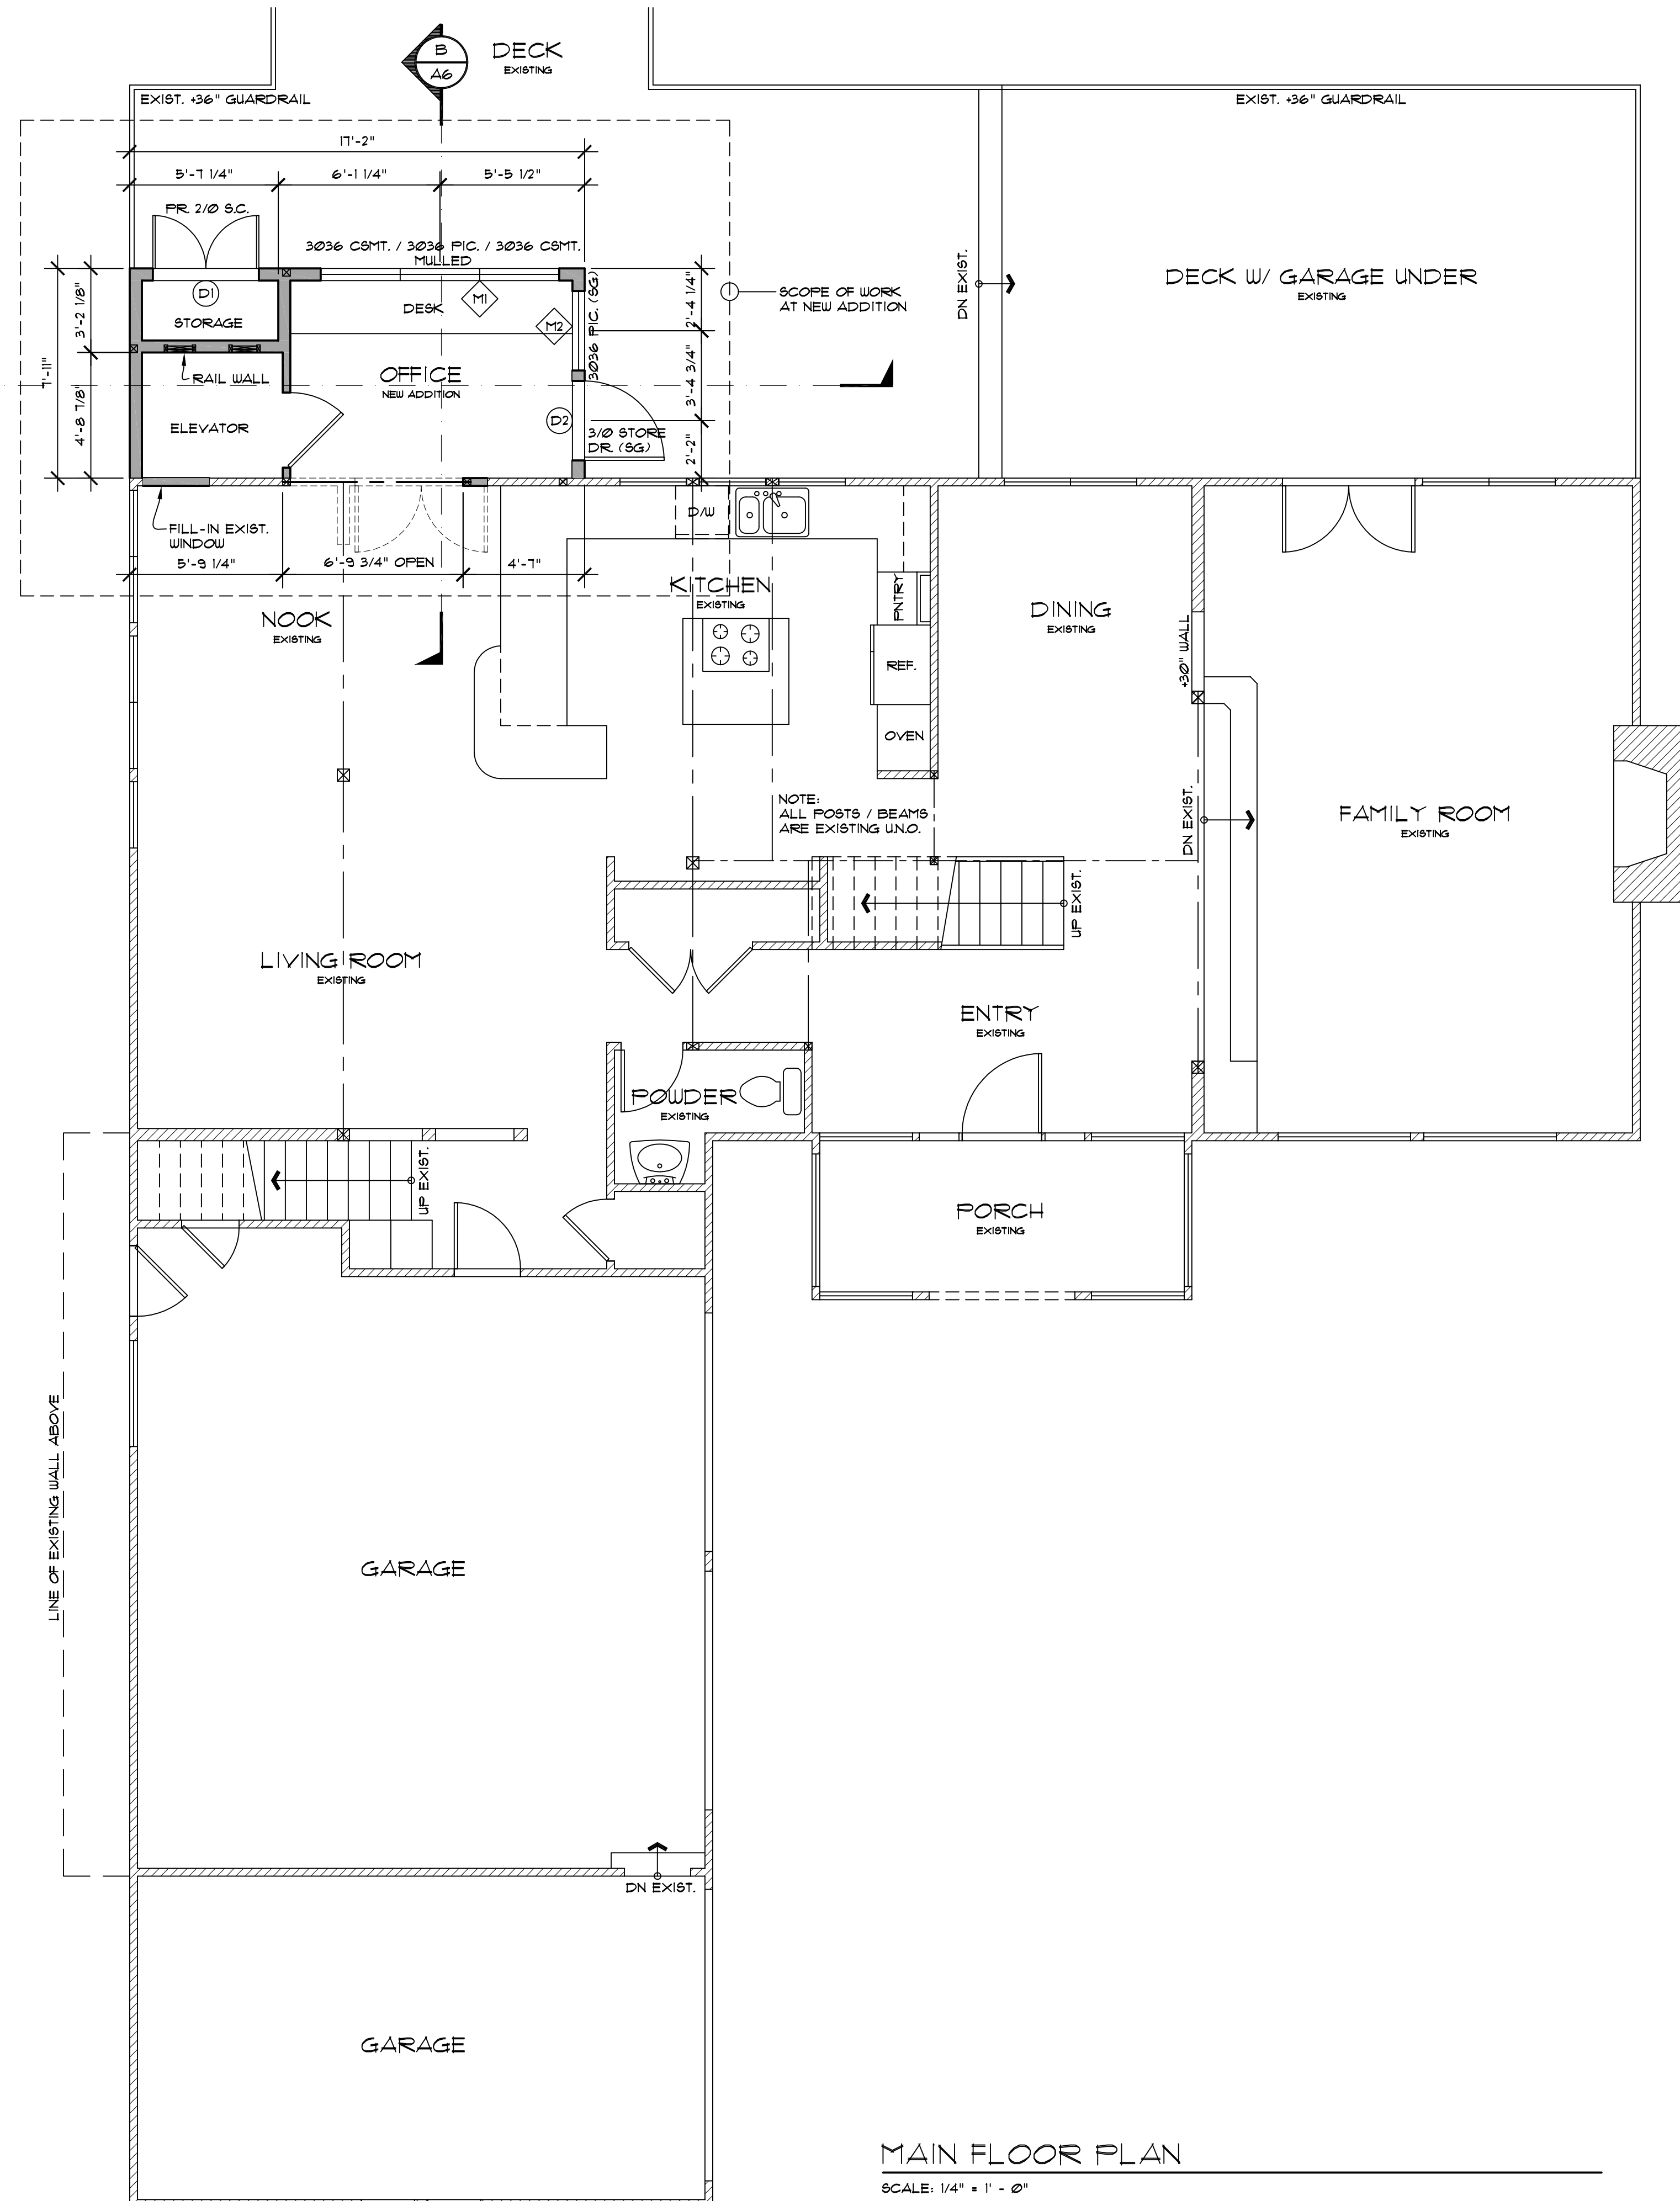 B
A6
DECK
EXISTING
EXIST. +36" GUARDRAIL
EXIST. +36" GUARDRAIL
17'-2"
5'-7 1/4"
6'-1 1/4"
5'-5 1/2"
PR. 2/0 S.C.
3036 CSMT. / 3036 PIC. / 3036 CSMT.
MULLED
D1
STORAGE
DESK
M1
M2
3036 PIC. (SG)
SCOPE OF WORK
AT NEW ADDITION
DN EXIST.
DECK W/ GARAGE UNDER
EXISTING
7'-11"
3'-2 1/8"
4'-8 7/8"
2'-4 1/4"
3'-4 3/4"
2'-2"
RAIL WALL
OFFICE
NEW ADDITION
ELEVATOR
D2
3/0 STORE
DR. (SG)
FILL-IN EXIST.
WINDOW
D/W
5'-9 1/4"
6'-9 3/4" OPEN
4'-7"
KITCHEN
EXISTING
PNTRY
NOOK
EXISTING
DINING
EXISTING
+30" WALL
REF.
OVEN
NOTE:
ALL POSTS / BEAMS
ARE EXISTING U.N.O.
DN EXIST.
FAMILY ROOM
EXISTING
UP EXIST.
LIVING ROOM
EXISTING
ENTRY
EXISTING
POWDER
EXISTING
UP EXIST.
PORCH
EXISTING
LINE OF EXISTING WALL ABOVE
GARAGE
DN EXIST.
GARAGE
MAIN FLOOR PLAN
SCALE: 1/4" = 1' - 0"